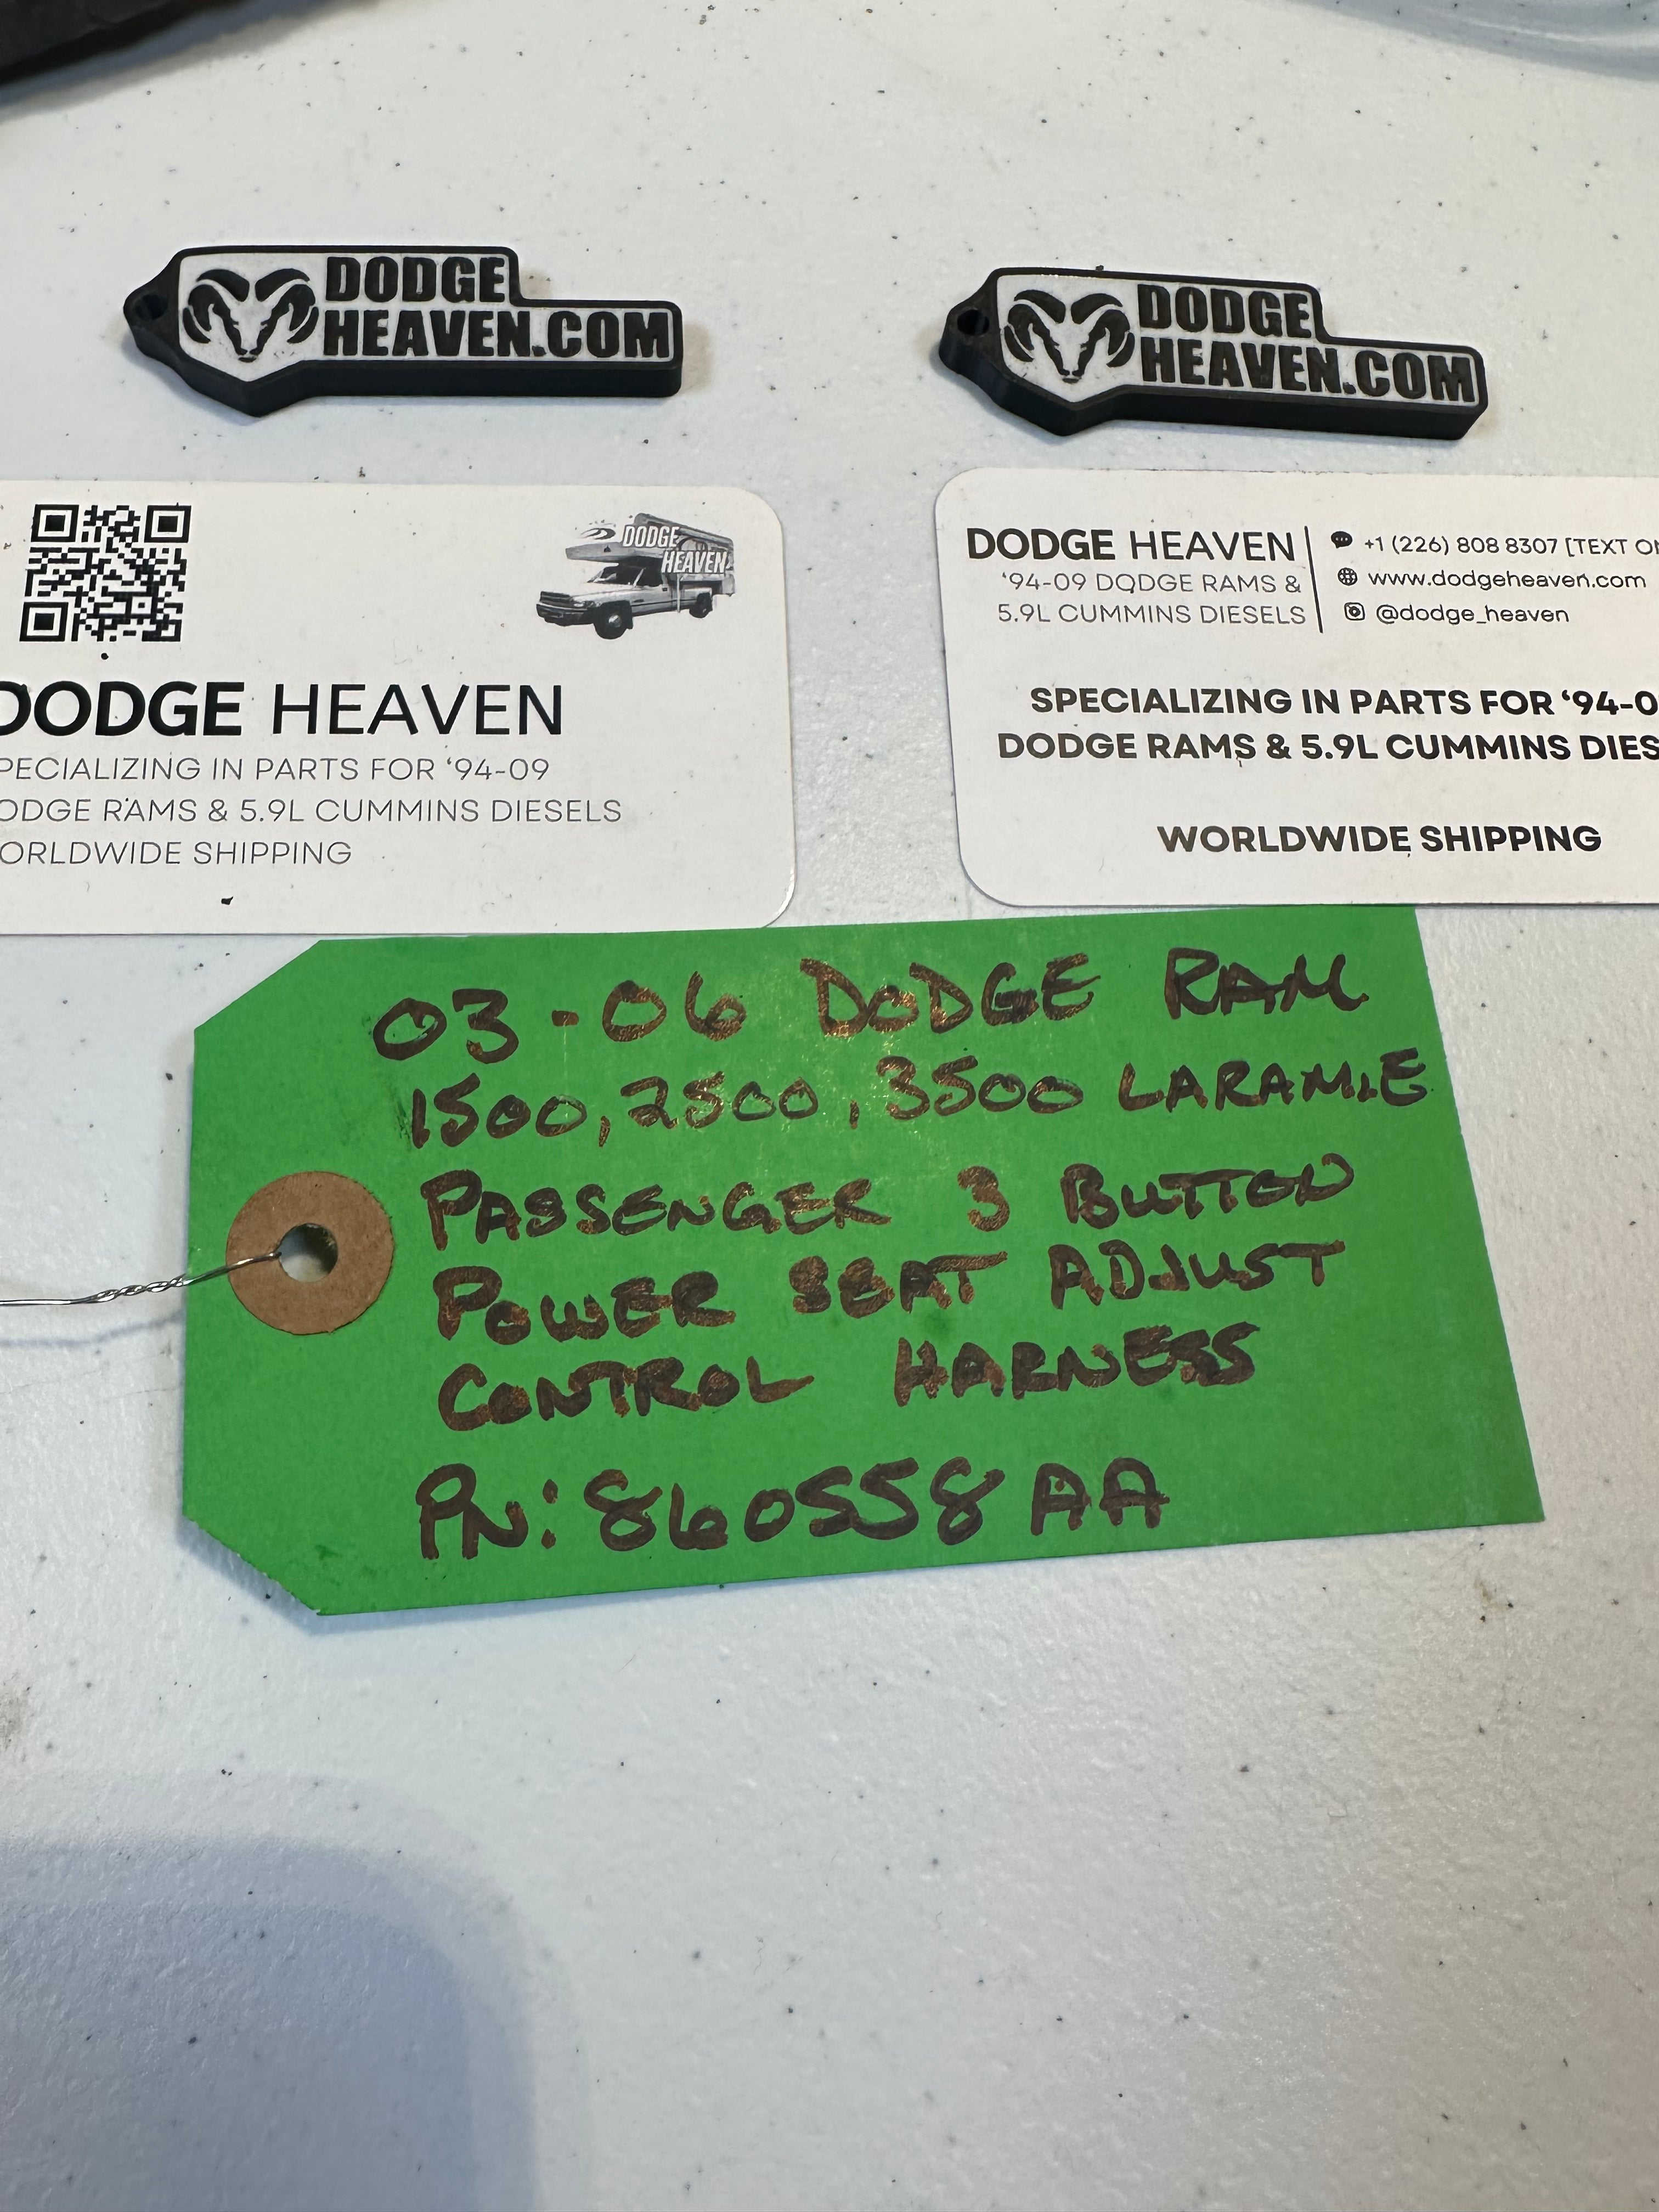 DODGE
HEAVEN.COM
DODGE
HEAVEN.COM
DODGE
HEAVEN
DODGE HEAVEN
PECIALIZING IN PARTS FOR ‘94-09
ODGE RAMS & 5.9L CUMMINS DIESELS
ORLDWIDE SHIPPING
DODGE HEAVEN
‘94-09 DODGE RAMS &
5.9L CUMMINS DIESELS
+1 (226) 808 8307 [TEXT ON
www.dodgeheaven.com
@dodge_heaven
SPECIALIZING IN PARTS FOR ‘94-0
DODGE RAMS & 5.9L CUMMINS DIES
WORLDWIDE SHIPPING
03-06 DODGE RAM
1500, 2500, 3500 LARAMIE
PASSENGER 3 BUTTON
POWER SEAT ADJUST
CONTROL HARNESS
PN: 860558AA